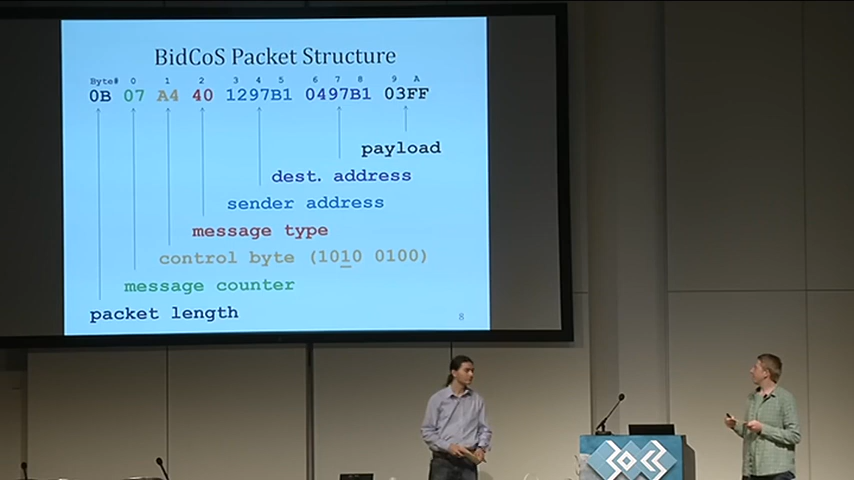 BidCoS Packet Structure
Byte# 0 1 2 3 4 5 6 7 8 9 A
0B 07 A4 40 1297B1 0497B1 03FF
payload
dest. address
sender address
message type
control byte (1010 0100)
message counter
packet length
8
30C3